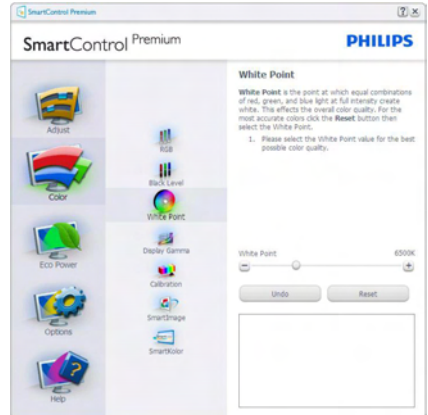 SmartControl Premium
SmartControl Premium
PHILIPS
Adjust
Color
Eco Power
Options
Help
RGB
Black Level
White Point
Display Gamma
Calibration
SmartImage
SmartKolor
White Point
White Point is the point at which equal combinations
of red, green, and blue light at full intensity create
white. This effects the overall color quality. For the
most accurate colors click the Reset button then
select the White Point.
1. Please select the White Point value for the best
possible color quality.
White Point 6500K
Undo Reset